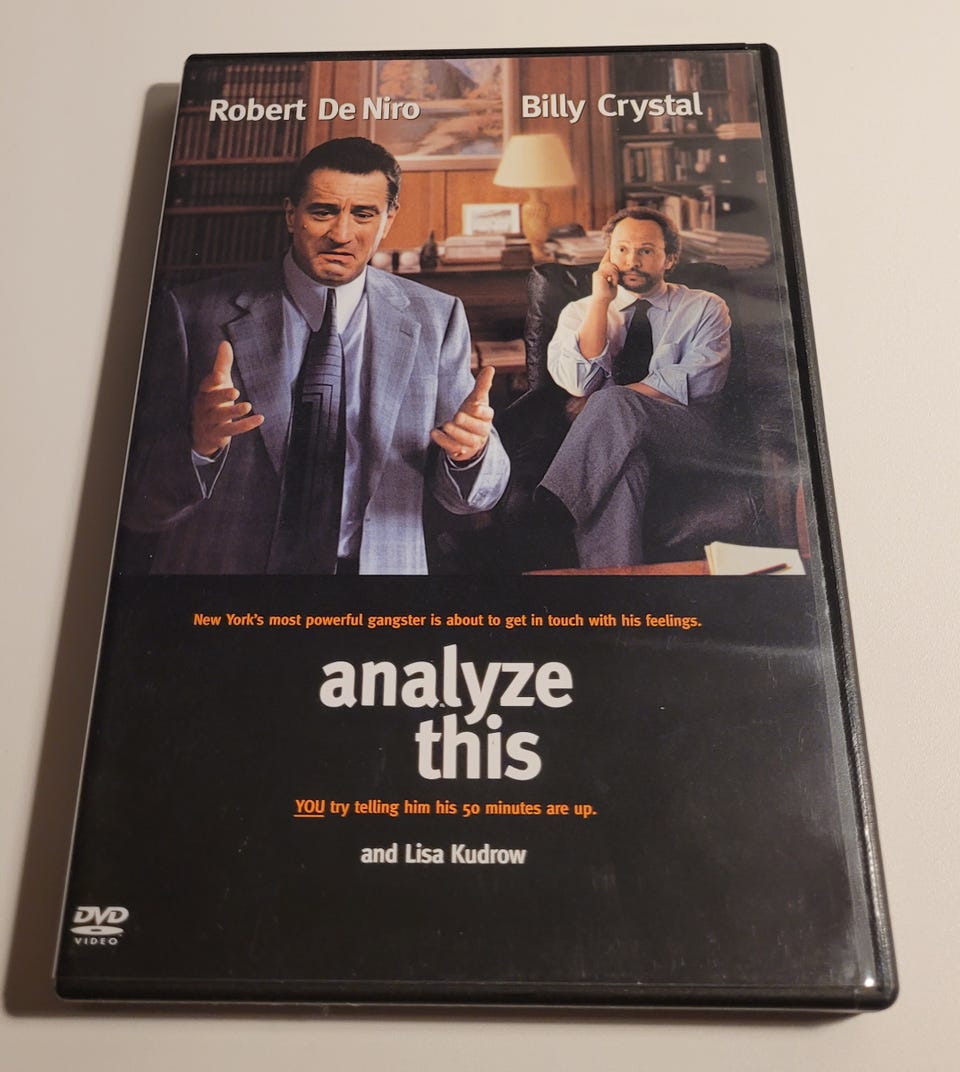 Robert De Niro Billy Crystal
New York's most powerful gangster is about to get in touch with his feelings.
analyze
this
YOU try telling him his 50 minutes are up.
and Lisa Kudrow
DVD
VIDEO